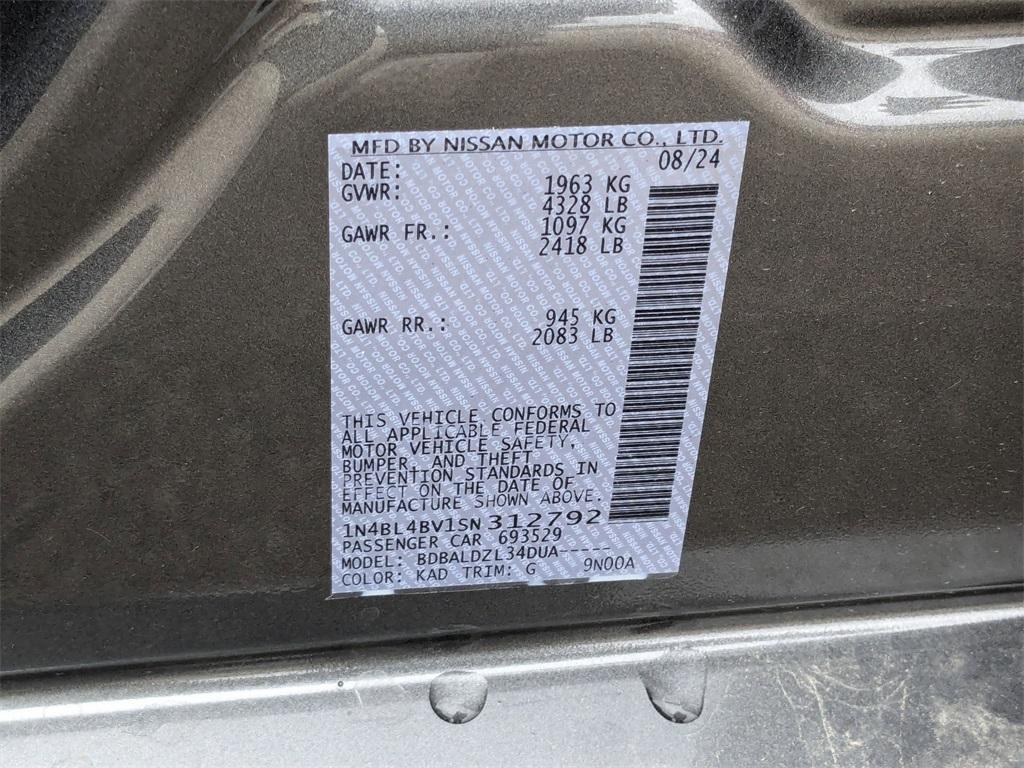 MFD BY NISSAN MOTOR CO., LTD.
DATE: 08/24
GVWR: 1963 KG
4328 LB
GAWR FR.: 1097 KG
2418 LB
GAWR RR.: 945 KG
2083 LB
THIS VEHICLE CONFORMS TO
ALL APPLICABLE FEDERAL
MOTOR VEHICLE SAFETY,
BUMPER, AND THEFT
PREVENTION STANDARDS IN
EFFECT ON THE DATE OF
MANUFACTURE SHOWN ABOVE.
1N4BL4BV1SN312792
PASSENGER CAR 693529
MODEL: BDBALDZL34DUA-----
COLOR: KAD TRIM: G 9N00A